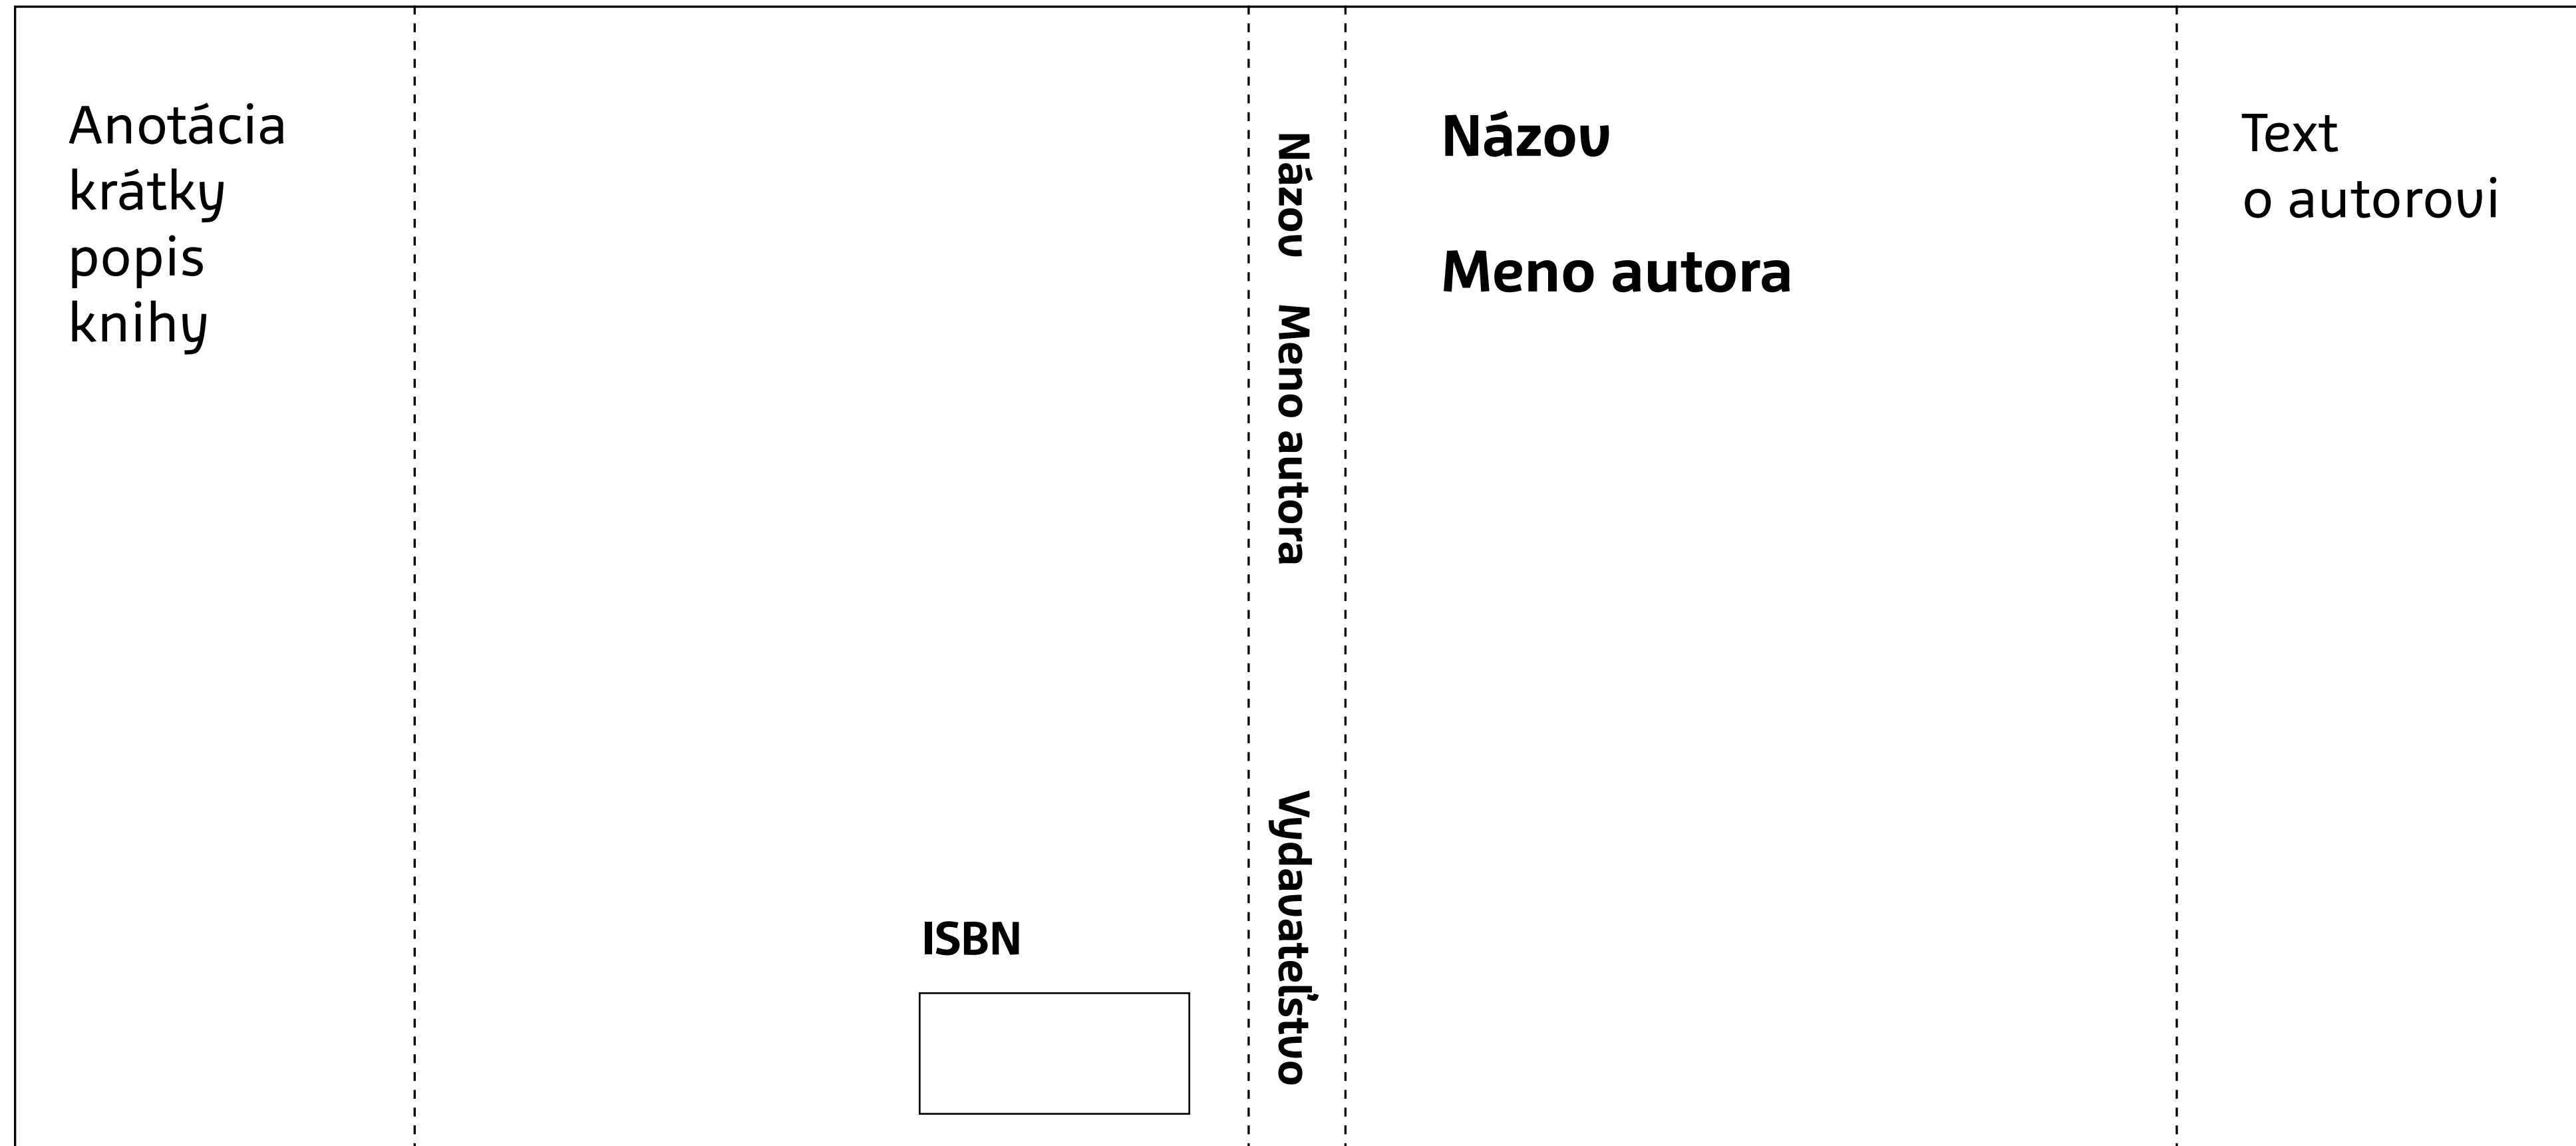 Anotácia
krátky
popis
knihy
ISBN
Názov Meno autora Vydavateľstvo
Názov
Meno autora
Text
o autorovi